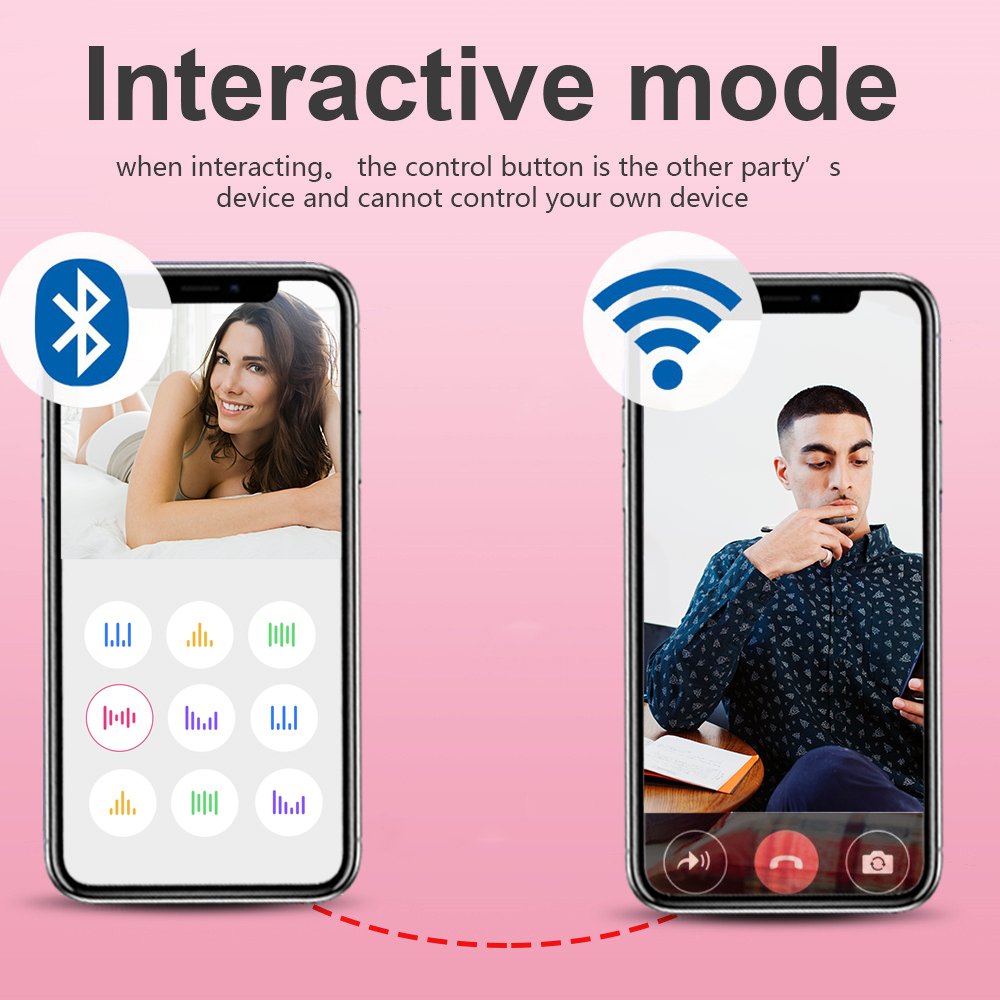 Interactive mode
when interacting。 the control button is the other party’ s
device and cannot control your own device